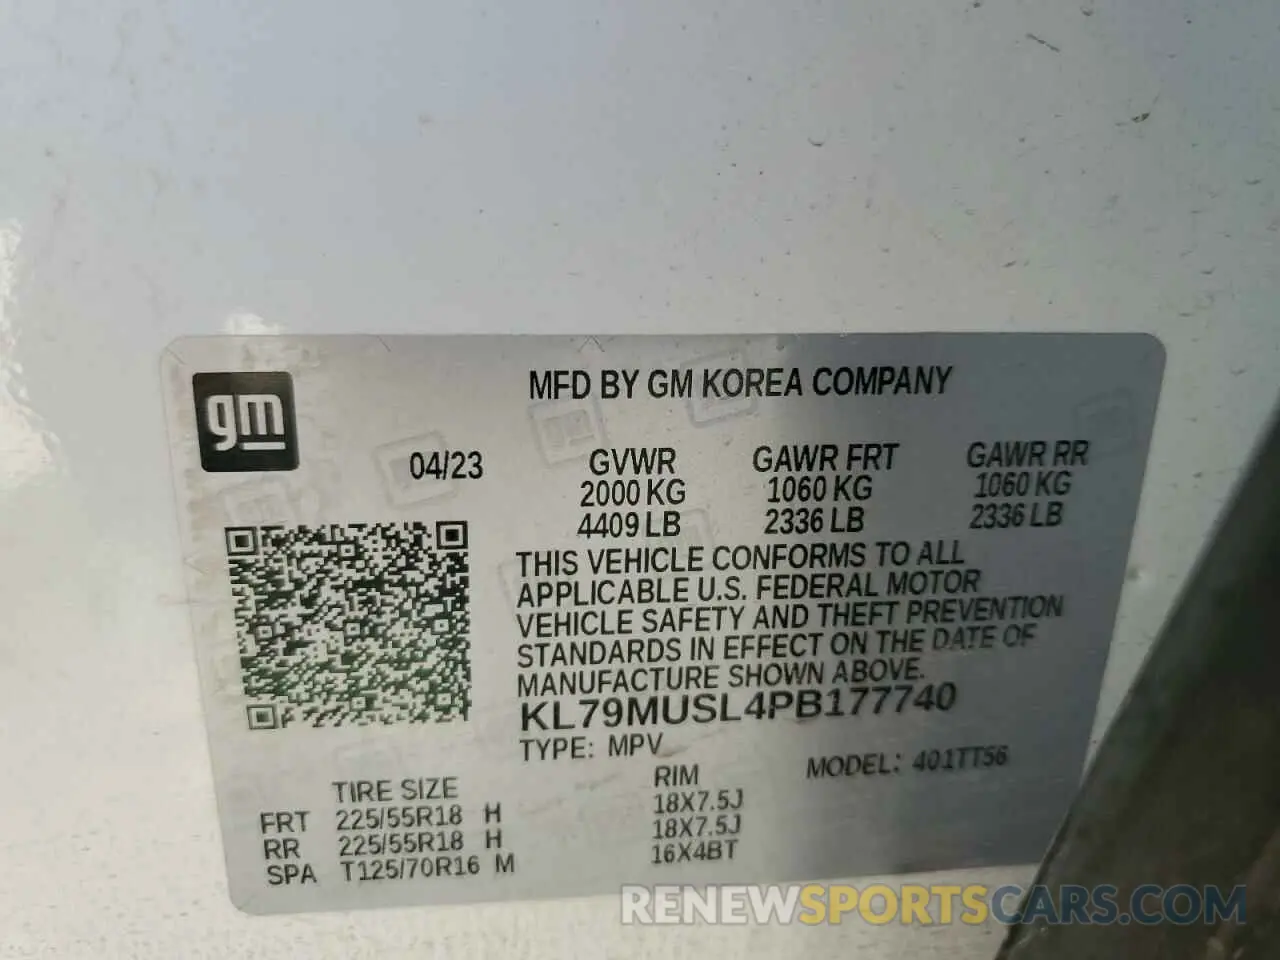 gm
MFD BY GM KOREA COMPANY
04/23
GVWR GAWR FRT GAWR RR
2000 KG 1060 KG 1060 KG
4409 LB 2336 LB 2336 LB
THIS VEHICLE CONFORMS TO ALL
APPLICABLE U.S. FEDERAL MOTOR
VEHICLE SAFETY AND THEFT PREVENTION
STANDARDS IN EFFECT ON THE DATE OF
MANUFACTURE SHOWN ABOVE.
KL79MUSL4PB177740
TYPE: MPV MODEL: 401TT56
TIRE SIZE RIM
FRT 225/55R18 H 18X7.5J
RR 225/55R18 H 18X7.5J
SPA T125/70R16 M 16X4BT
RENEWSPORTSCARS.COM